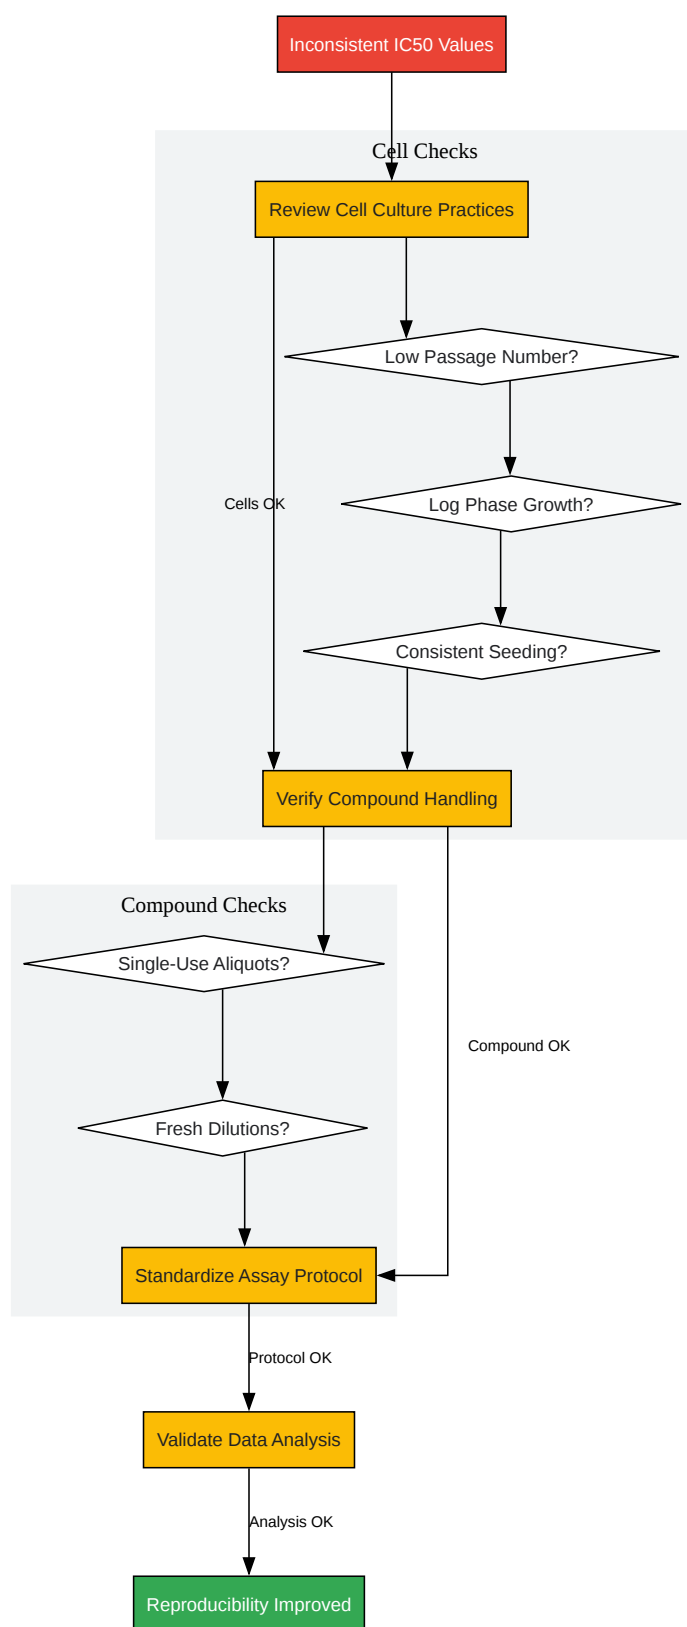 Inconsistent IC50 Values
Cell Checks
Review Cell Culture Practices
Low Passage Number?
Cells OK
Log Phase Growth?
Consistent Seeding?
Verify Compound Handling
Compound Checks
Single-Use Aliquots?
Compound OK
Fresh Dilutions?
Standardize Assay Protocol
Protocol OK
Validate Data Analysis
Analysis OK
Reproducibility Improved